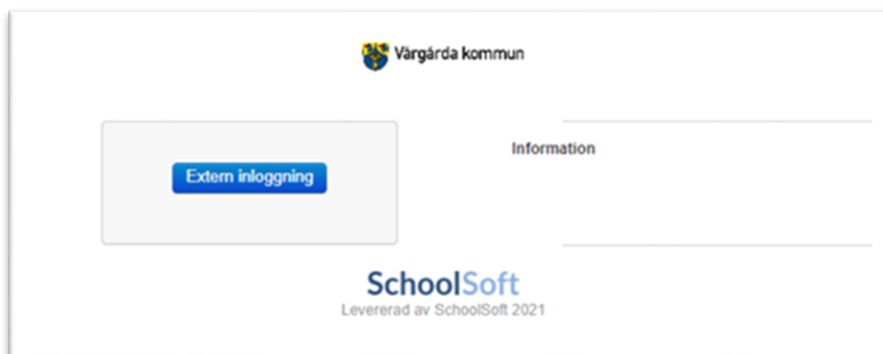 Vårgårda kommun
Extern inloggning
Information
SchoolSoft
Levererad av SchoolSoft 2021